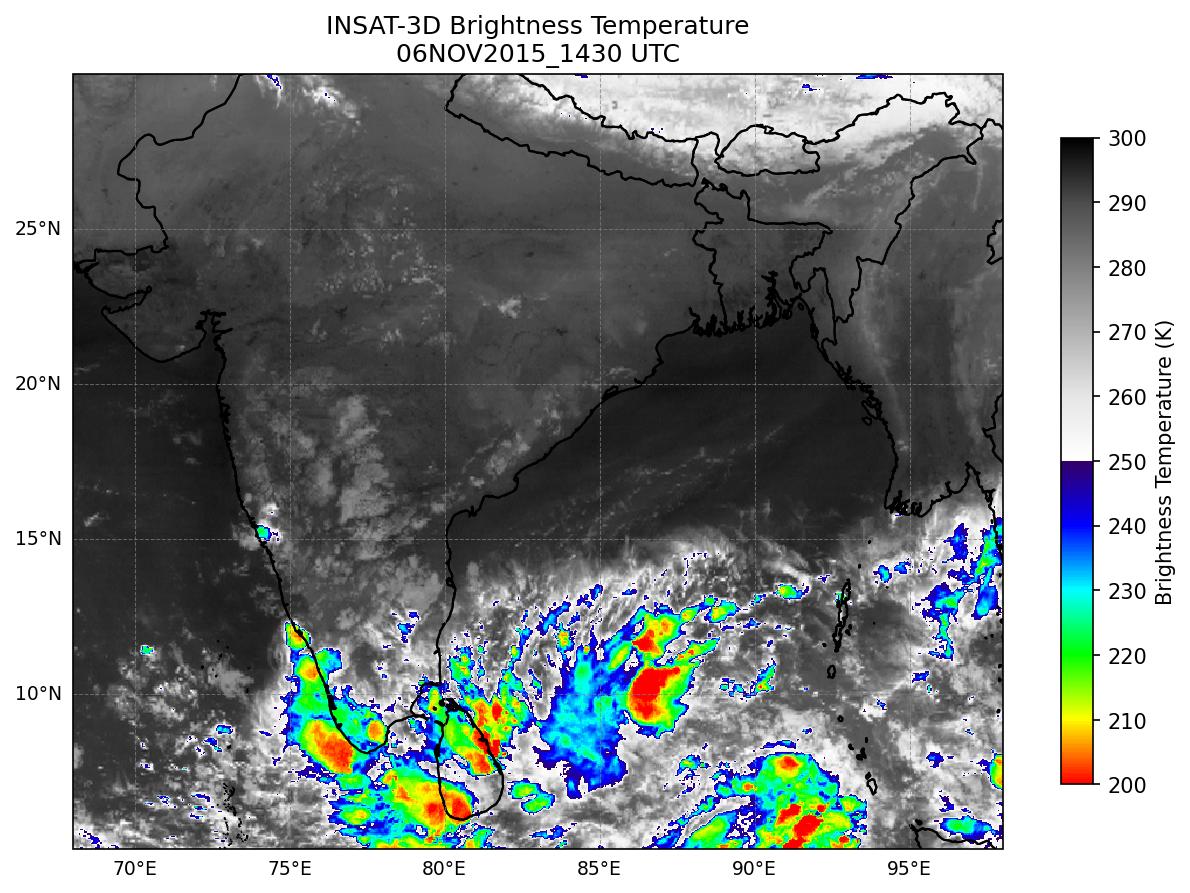 INSAT-3D Brightness Temperature
06NOV2015_1430 UTC
25°N
20°N
15°N
10°N
70°E
75°E
80°E
85°E
90°E
95°E
300
290
280
270
260
250
240
230
220
210
200
Brightness Temperature (K)